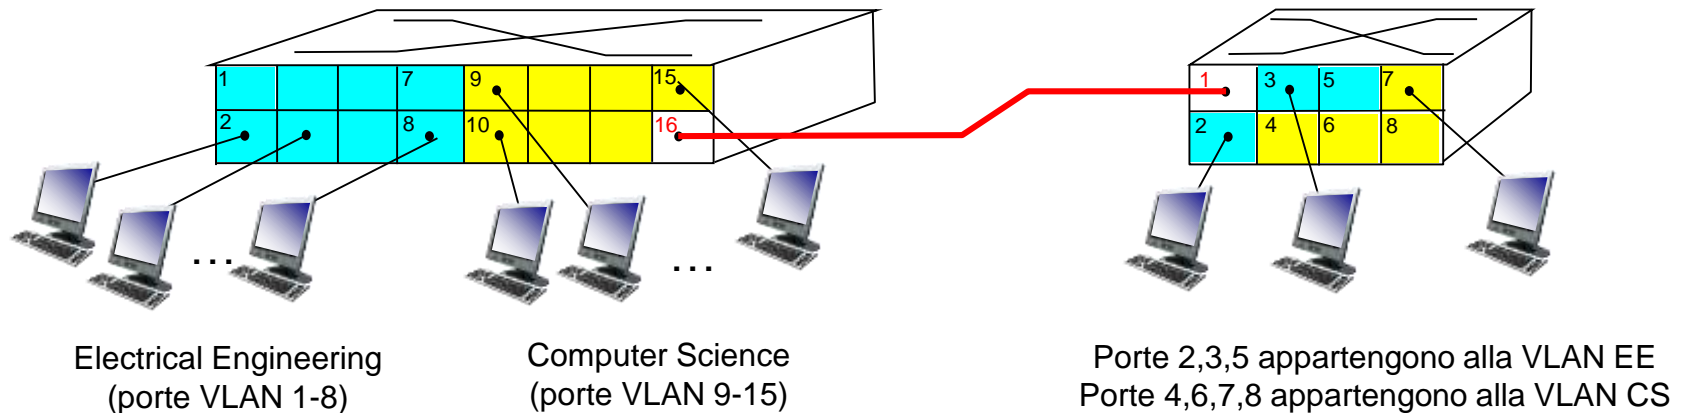 1 7 9 15
2 8 10 16
1 3 5 7
2 4 6 8
... ...
Electrical Engineering
(porte VLAN 1-8)
Computer Science
(porte VLAN 9-15)
Porte 2,3,5 appartengono alla VLAN EE
Porte 4,6,7,8 appartengono alla VLAN CS